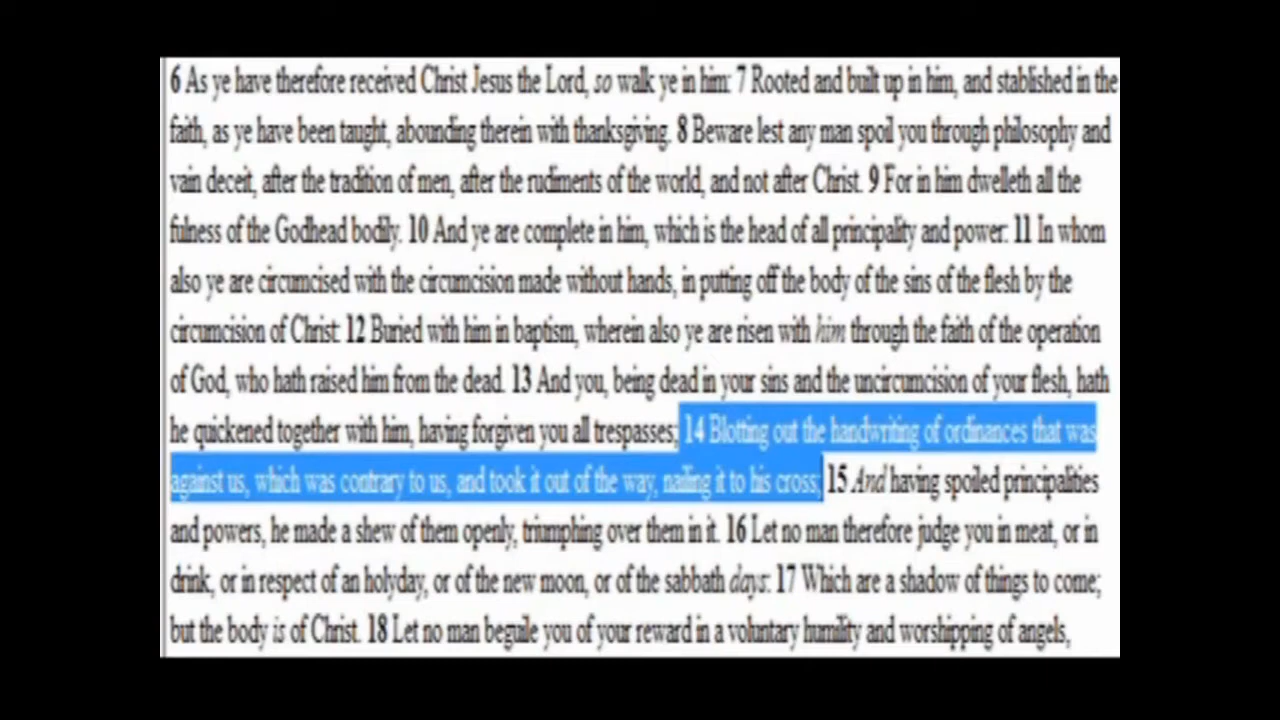 6 As ye have therefore received Christ Jesus the Lord, so walk ye in him: 7 Rooted and built up in him, and stablished in the
faith, as ye have been taught, abounding therein with thanksgiving. 8 Beware lest any man spoil you through philosophy and
vain deceit, after the tradition of men, after the rudiments of the world, and not after Christ. 9 For in him dwelleth all the
fulness of the Godhead bodily. 10 And ye are complete in him, which is the head of all principality and power: 11 In whom
also ye are circumcised with the circumcision made without hands, in putting off the body of the sins of the flesh by the
circumcision of Christ: 12 Buried with him in baptism, wherein also ye are risen with him through the faith of the operation
of God, who hath raised him from the dead. 13 And you, being dead in your sins and the uncircumcision of your flesh, hath
he quickened together with him, having forgiven you all trespasses; 14 Blotting out the handwriting of ordinances that was
against us, which was contrary to us, and took it out of the way, nailing it to his cross; 15 And having spoiled principalities
and powers, he made a shew of them openly, triumphing over them in it. 16 Let no man therefore judge you in meat, or in
drink, or in respect of an holyday, or of the new moon, or of the sabbath days: 17 Which are a shadow of things to come;
but the body is of Christ. 18 Let no man beguile you of your reward in a voluntary humility and worshipping of angels,